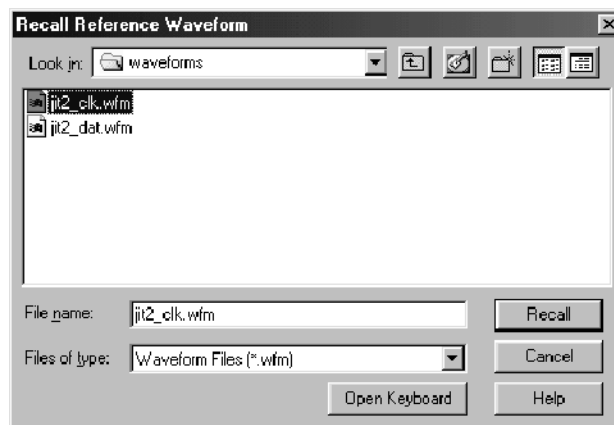 Recall Reference Waveform
Look in: waveforms
jit2_clk.wfm
jit2_dat.wfm
File name: jit2_clk.wfm Recall
Files of type: Waveform Files (*.wfm) Cancel
Open Keyboard Help